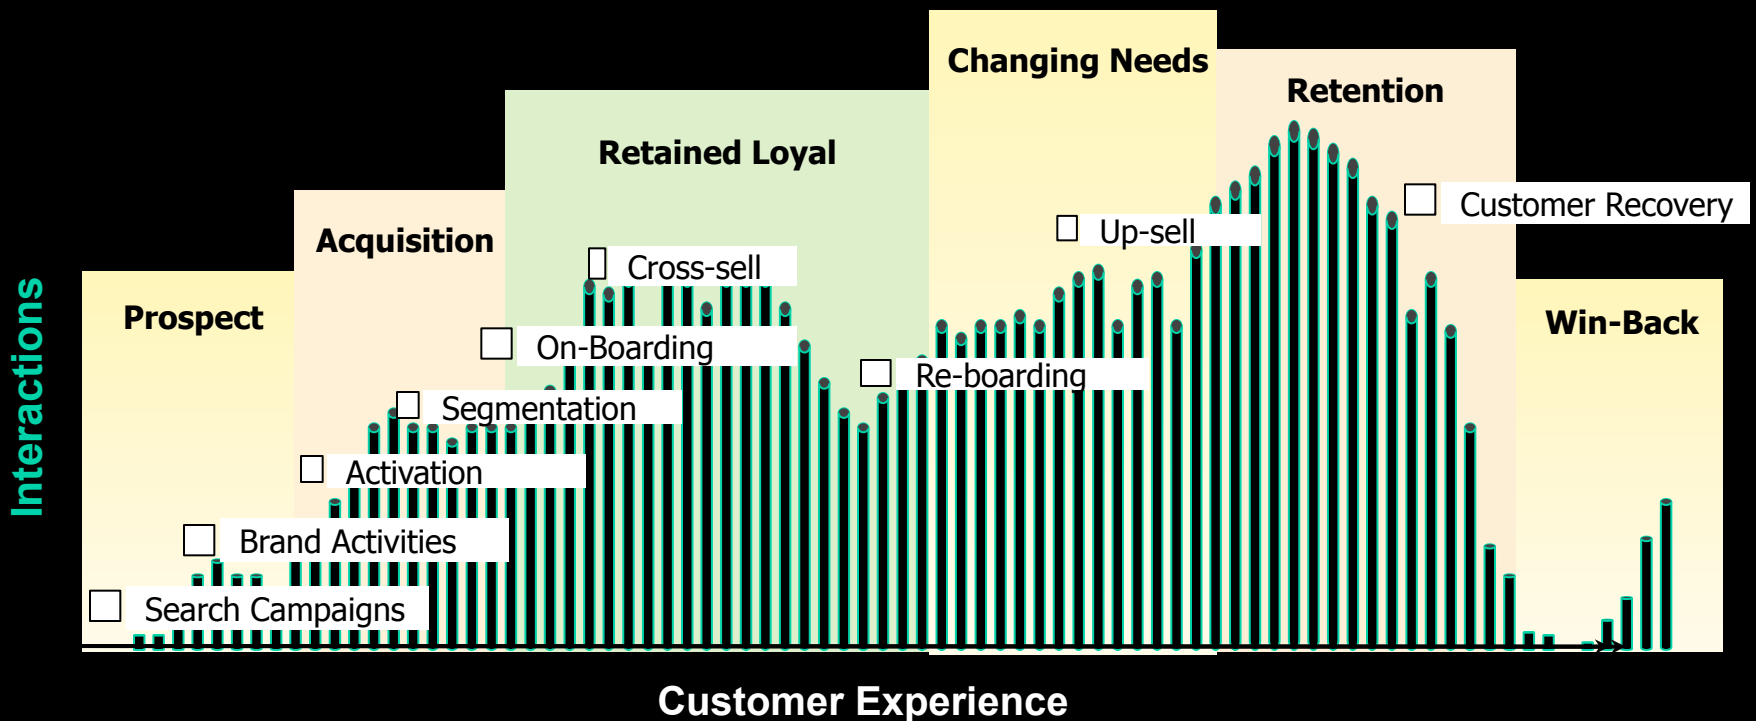 Changing Needs
Retention
Retained Loyal
Customer Recovery
Up-sell
Acquisition
Cross-sell
Prospect
Win-Back
On-Boarding
Re-boarding
Segmentation
Activation
Brand Activities
Search Campaigns
Interactions
Customer Experience